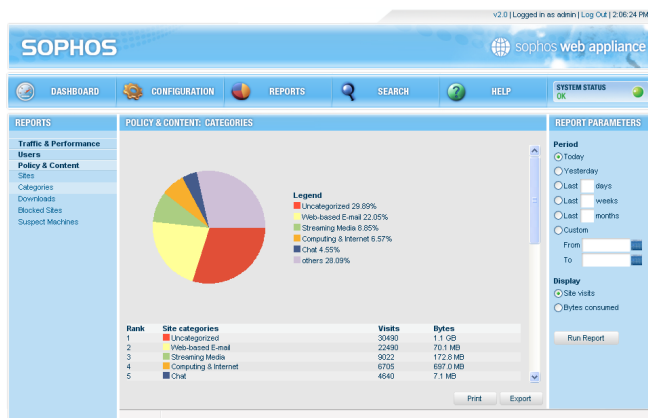 v2.0 | Logged in as admin | Log Out | 2:06:24 PM
SOPHOS
sophos web appliance
DASHBOARD
CONFIGURATION
REPORTS
SEARCH
HELP
SYSTEM STATUS
OK
REPORTS
Traffic & Performance
Users
Policy & Content
Sites
Categories
Downloads
Blocked Sites
Suspect Machines
POLICY & CONTENT: CATEGORIES
Legend
Uncategorized 29.89%
Web-based E-mail 22.05%
Streaming Media 8.85%
Computing & Internet 6.57%
Chat 4.55%
others 28.09%
Rank Site categories Visits Bytes
1 Uncategorized 30490 1.1 GB
2 Web-based E-mail 22490 70.1 MB
3 Streaming Media 9022 172.8 MB
4 Computing & Internet 6705 697.0 MB
5 Chat 4640 7.1 MB
Print Export
REPORT PARAMETERS
Period
Today
Yesterday
Last days
Last weeks
Last months
Custom
From
To
Display
Site visits
Bytes consumed
Run Report